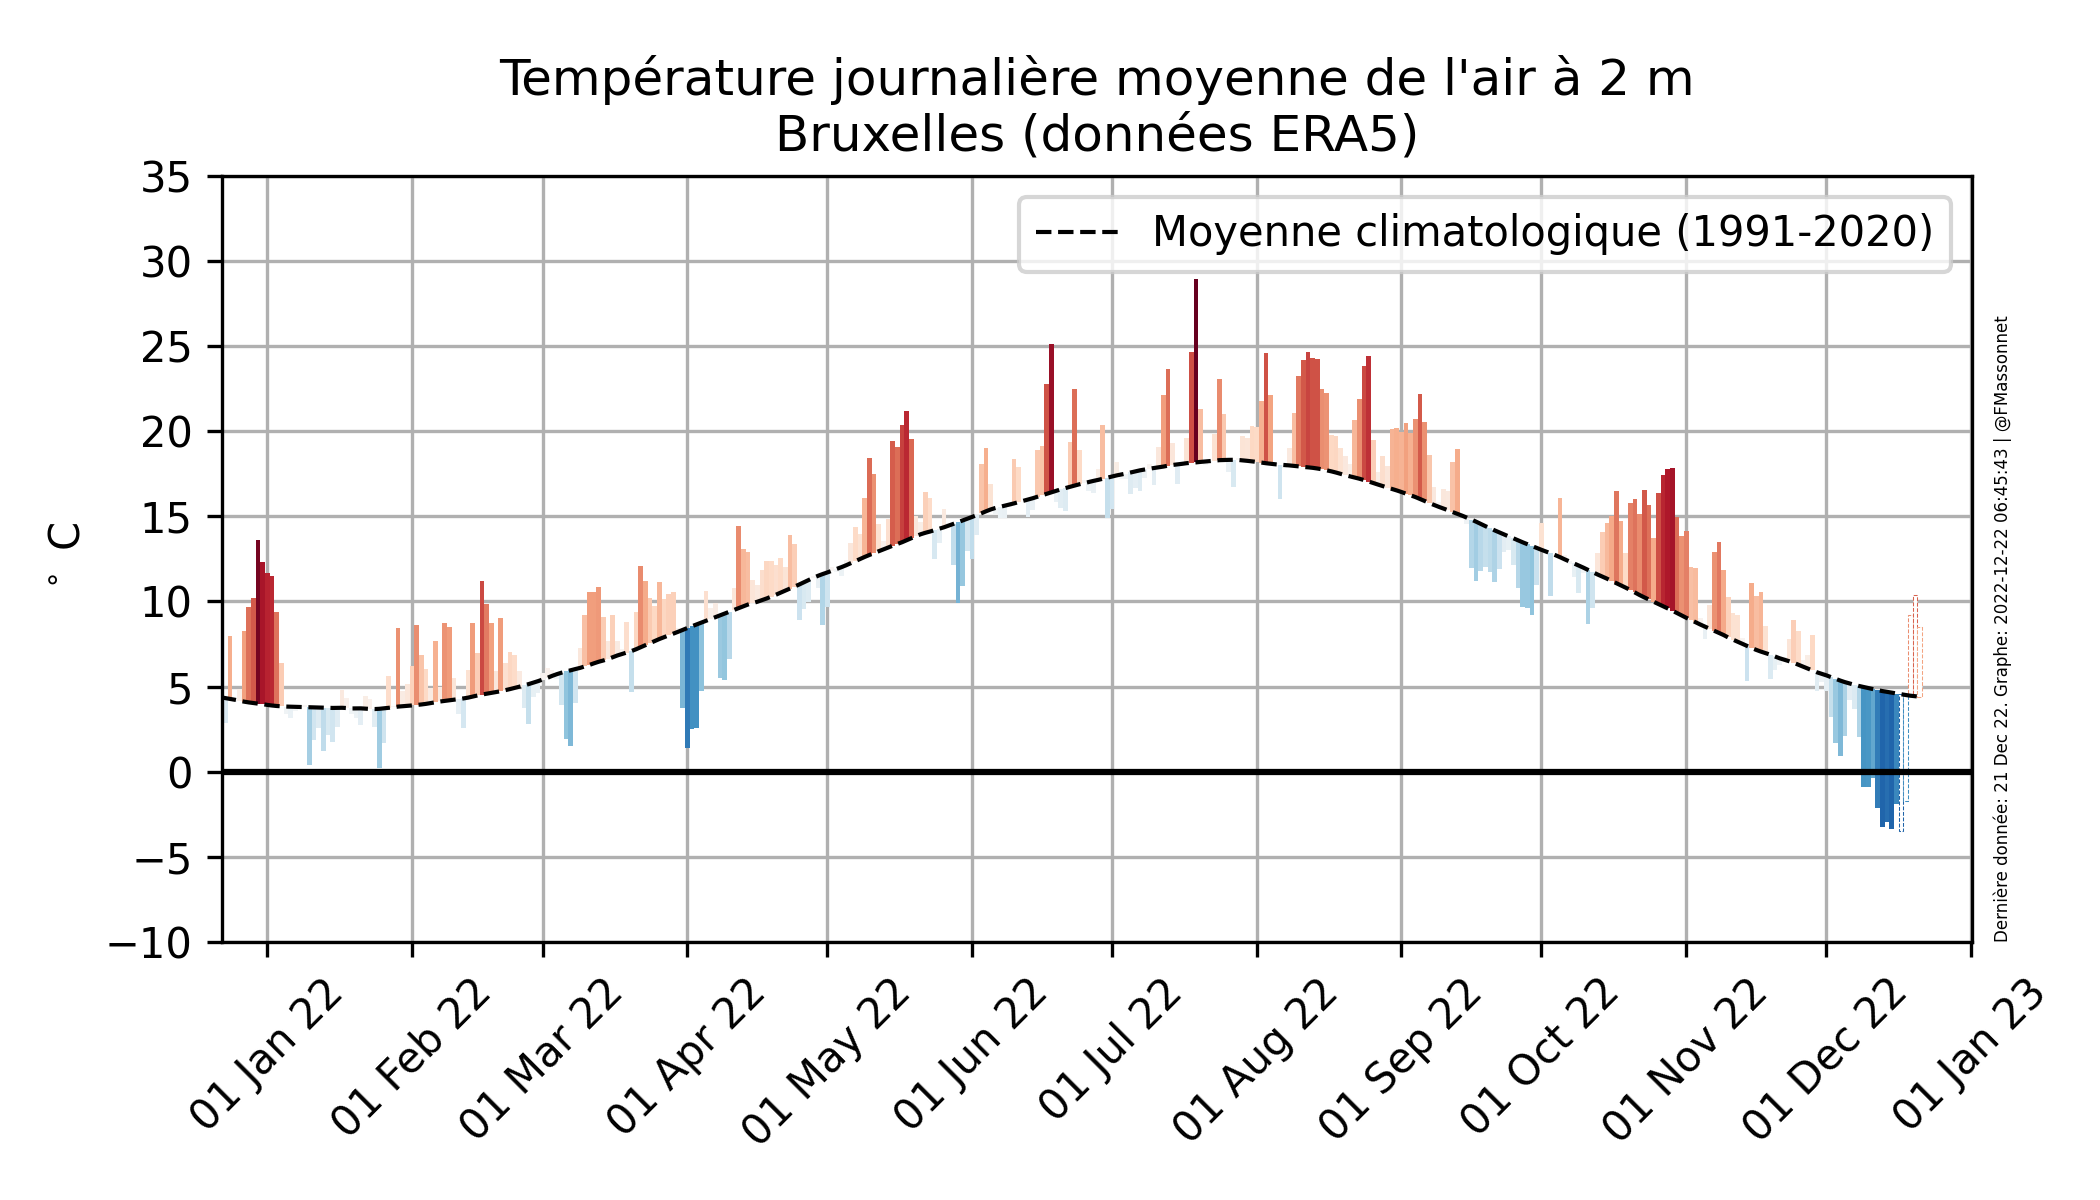 Température journalière moyenne de l'air à 2 m
Bruxelles (données ERA5)
35
30
25
20
15
10
5
0
−5
−10
° C
Moyenne climatologique (1991-2020)
01 Jan 22
01 Feb 22
01 Mar 22
01 Apr 22
01 May 22
01 Jun 22
01 Jul 22
01 Aug 22
01 Sep 22
01 Oct 22
01 Nov 22
01 Dec 22
01 Jan 23
Dernière donnée: 21 Dec 22. Graphe: 2022-12-22 06:45:43 | @FMassonnet